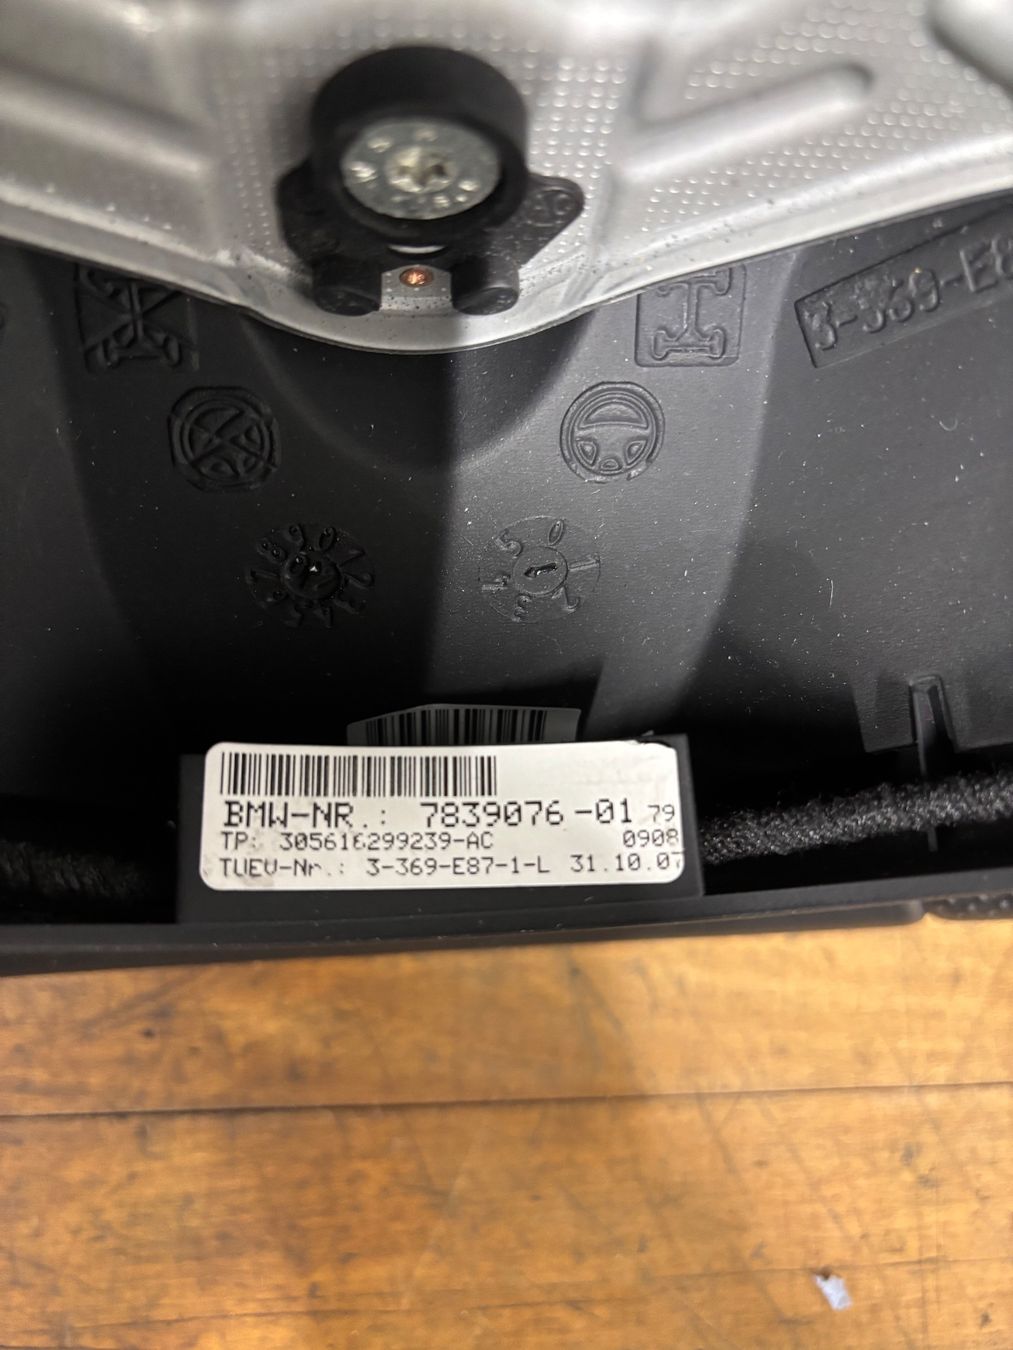 3-369-E8
BMW-NR.: 7839076-01 79
TP: 305616299239-AC 0908
TUEV-Nr.: 3-369-E87-1-L 31.10.07